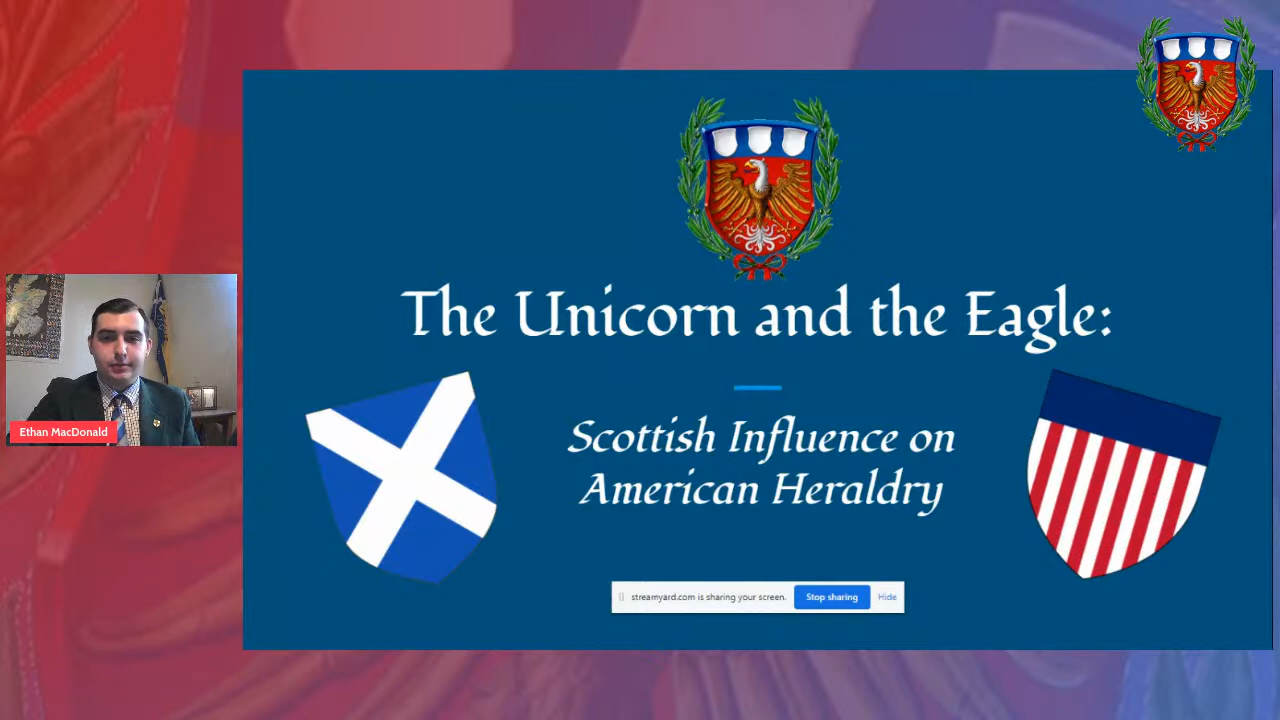 The Unicorn and the Eagle:
Scottish Influence on
American Heraldry
Ethan MacDonald
streamyard.com is sharing your screen.
Stop sharing
Hide